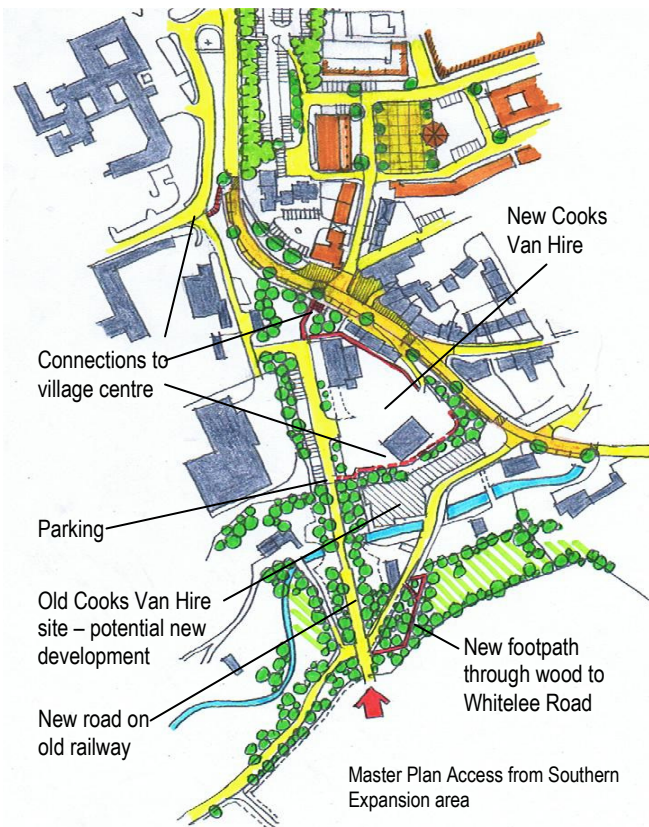 New Cooks
Van Hire
Connections to
village centre
Parking
Old Cooks Van Hire
site – potential new
development
New footpath
through wood to
Whitelee Road
New road on
old railway
Master Plan Access from Southern
Expansion area